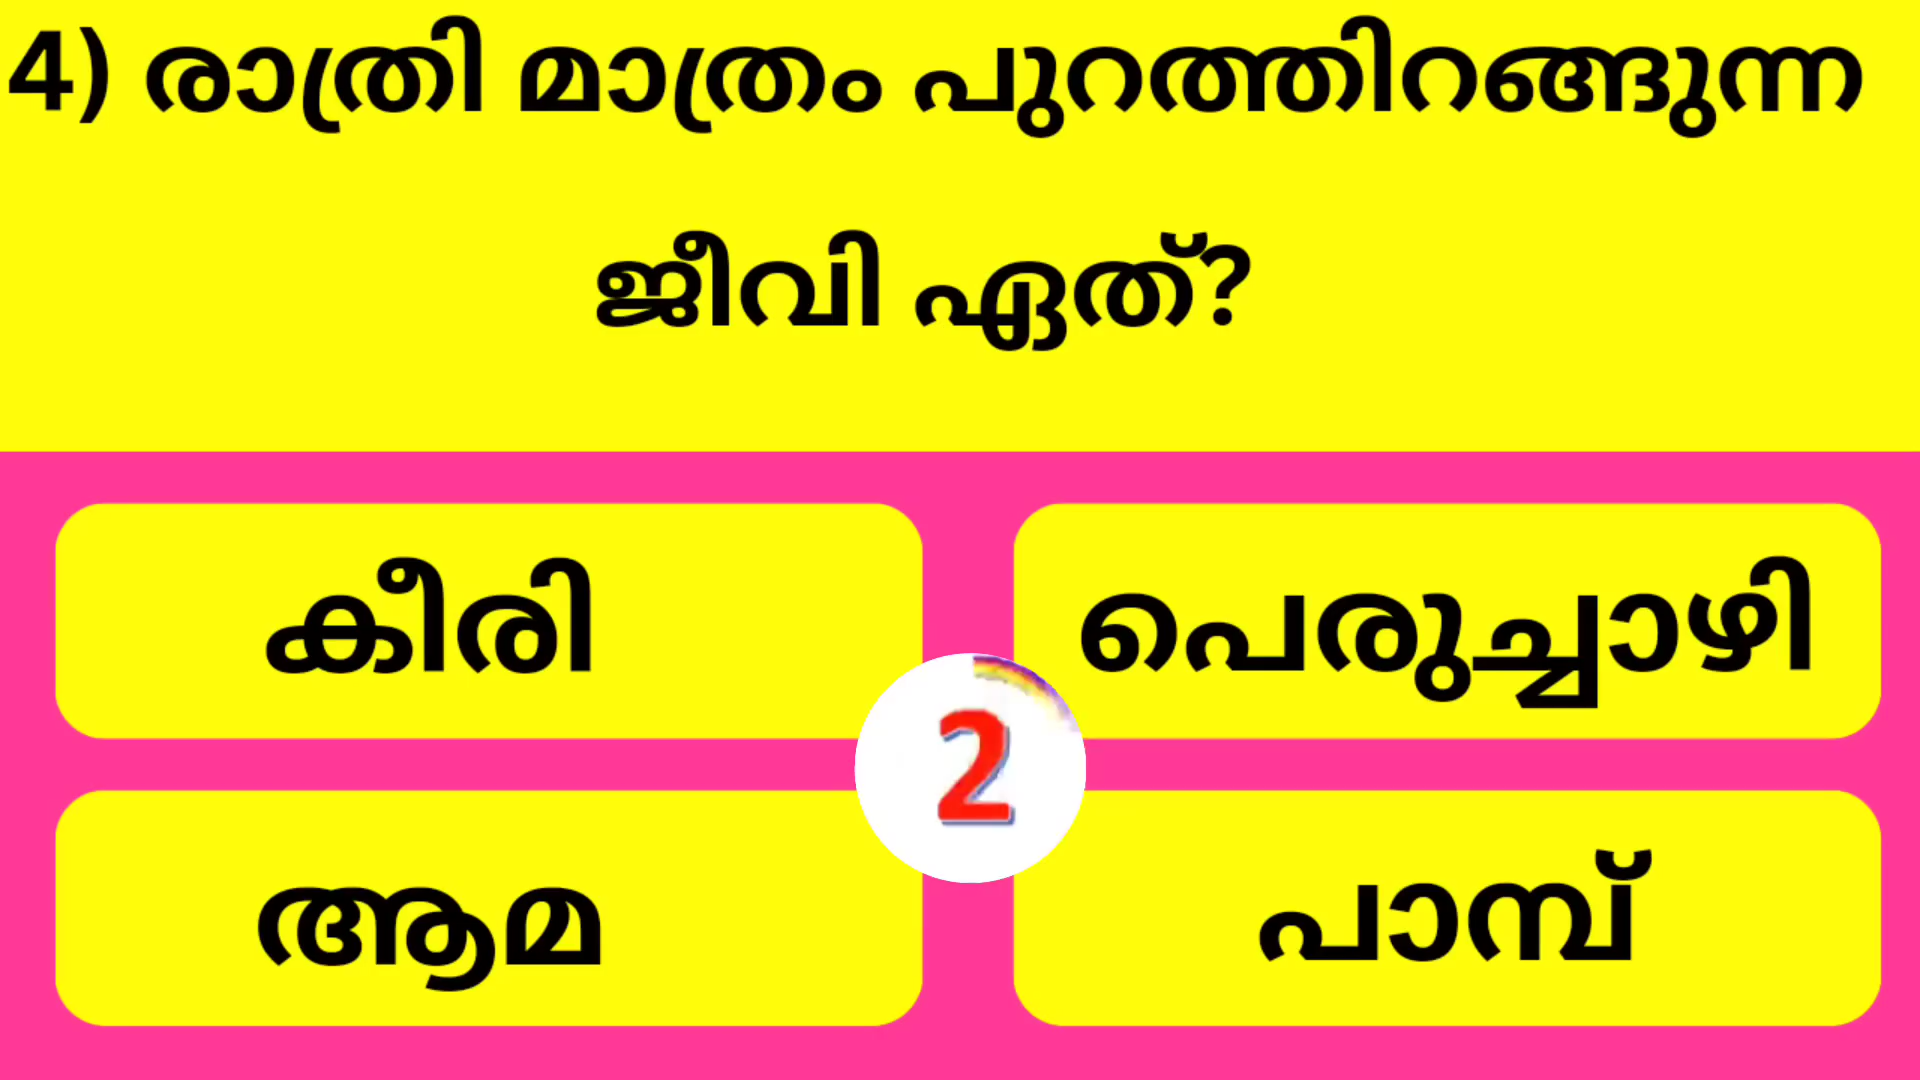 4) രാത്രി മാത്രം പുറത്തിറങ്ങുന്ന
ജീവി ഏത്?
കീരി
പെരുച്ചാഴി
2
ആമ
പാമ്പ്